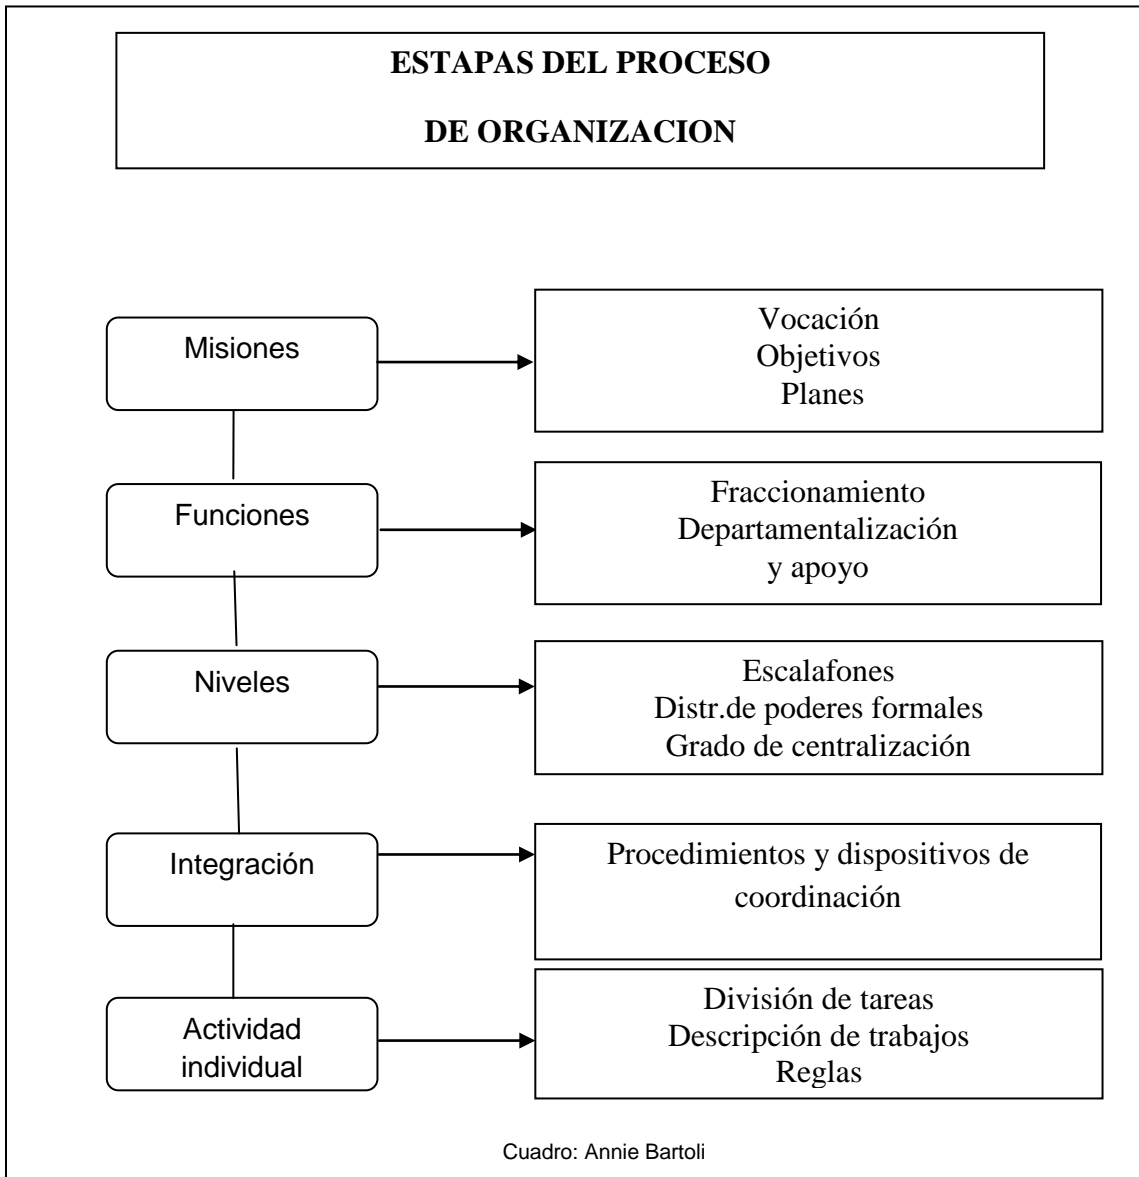 ESTAPAS DEL PROCESO
DE ORGANIZACION
Misiones
Vocación
Objetivos
Planes
Funciones
Fraccionamiento
Departamentalización
y apoyo
Niveles
Escalafones
Distr.de poderes formales
Grado de centralización
Integración
Procedimientos y dispositivos de
coordinación
Actividad
individual
División de tareas
Descripción de trabajos
Reglas
Cuadro: Annie Bartoli